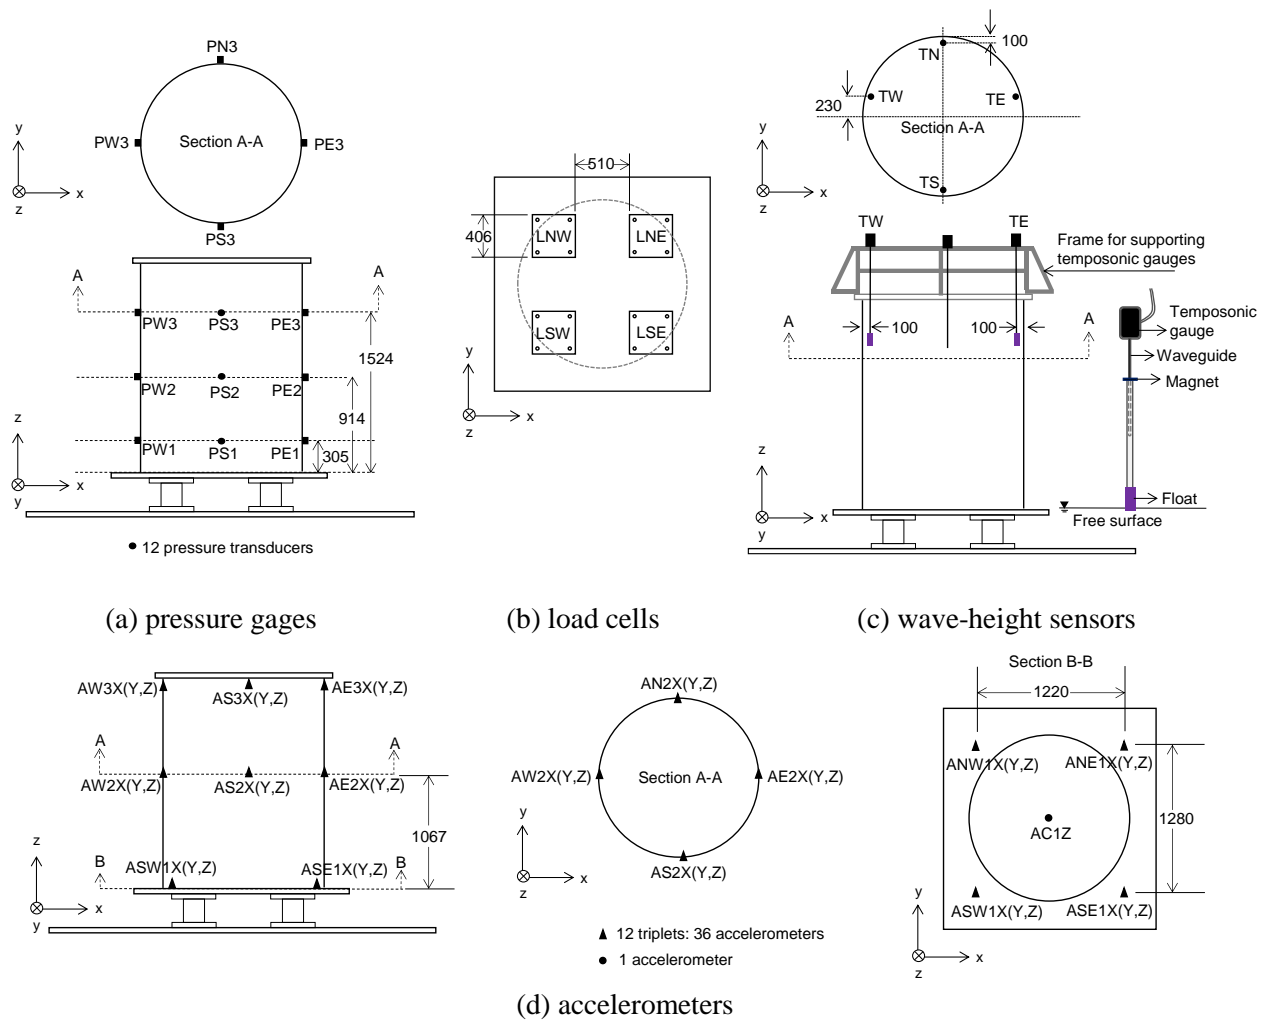 PN3
y
PW3
Section A-A
PE3
x
z
PS3
A
A
PW3
PS3
PE3
1524
PW2
PS2
PE2
914
z
PW1
PS1
PE1
305
x
y
12 pressure transducers
(a) pressure gages
510
406
LNW
LNE
LSW
LSE
y
x
z
(b) load cells
100
TN
TW
TE
230
y
Section A-A
x
z
TS
TW
TE
Frame for supporting
temposonic gauges
A
100
100
A
Temposonic
gauge
Waveguide
Magnet
z
Float
x
Free surface
y
(c) wave-height sensors
AW3X(Y,Z)
AS3X(Y,Z)
AE3X(Y,Z)
A
A
AW2X(Y,Z)
AS2X(Y,Z)
AE2X(Y,Z)
1067
z
B
ASW1X(Y,Z)
ASE1X(Y,Z)
B
x
y
AN2X(Y,Z)
AW2X(Y,Z)
Section A-A
AE2X(Y,Z)
y
AS2X(Y,Z)
x
z
12 triplets: 36 accelerometers
1 accelerometer
Section B-B
1220
ANW1X(Y,Z)
ANE1X(Y,Z)
1280
AC1Z
y
ASW1X(Y,Z)
ASE1X(Y,Z)
x
z
(d) accelerometers